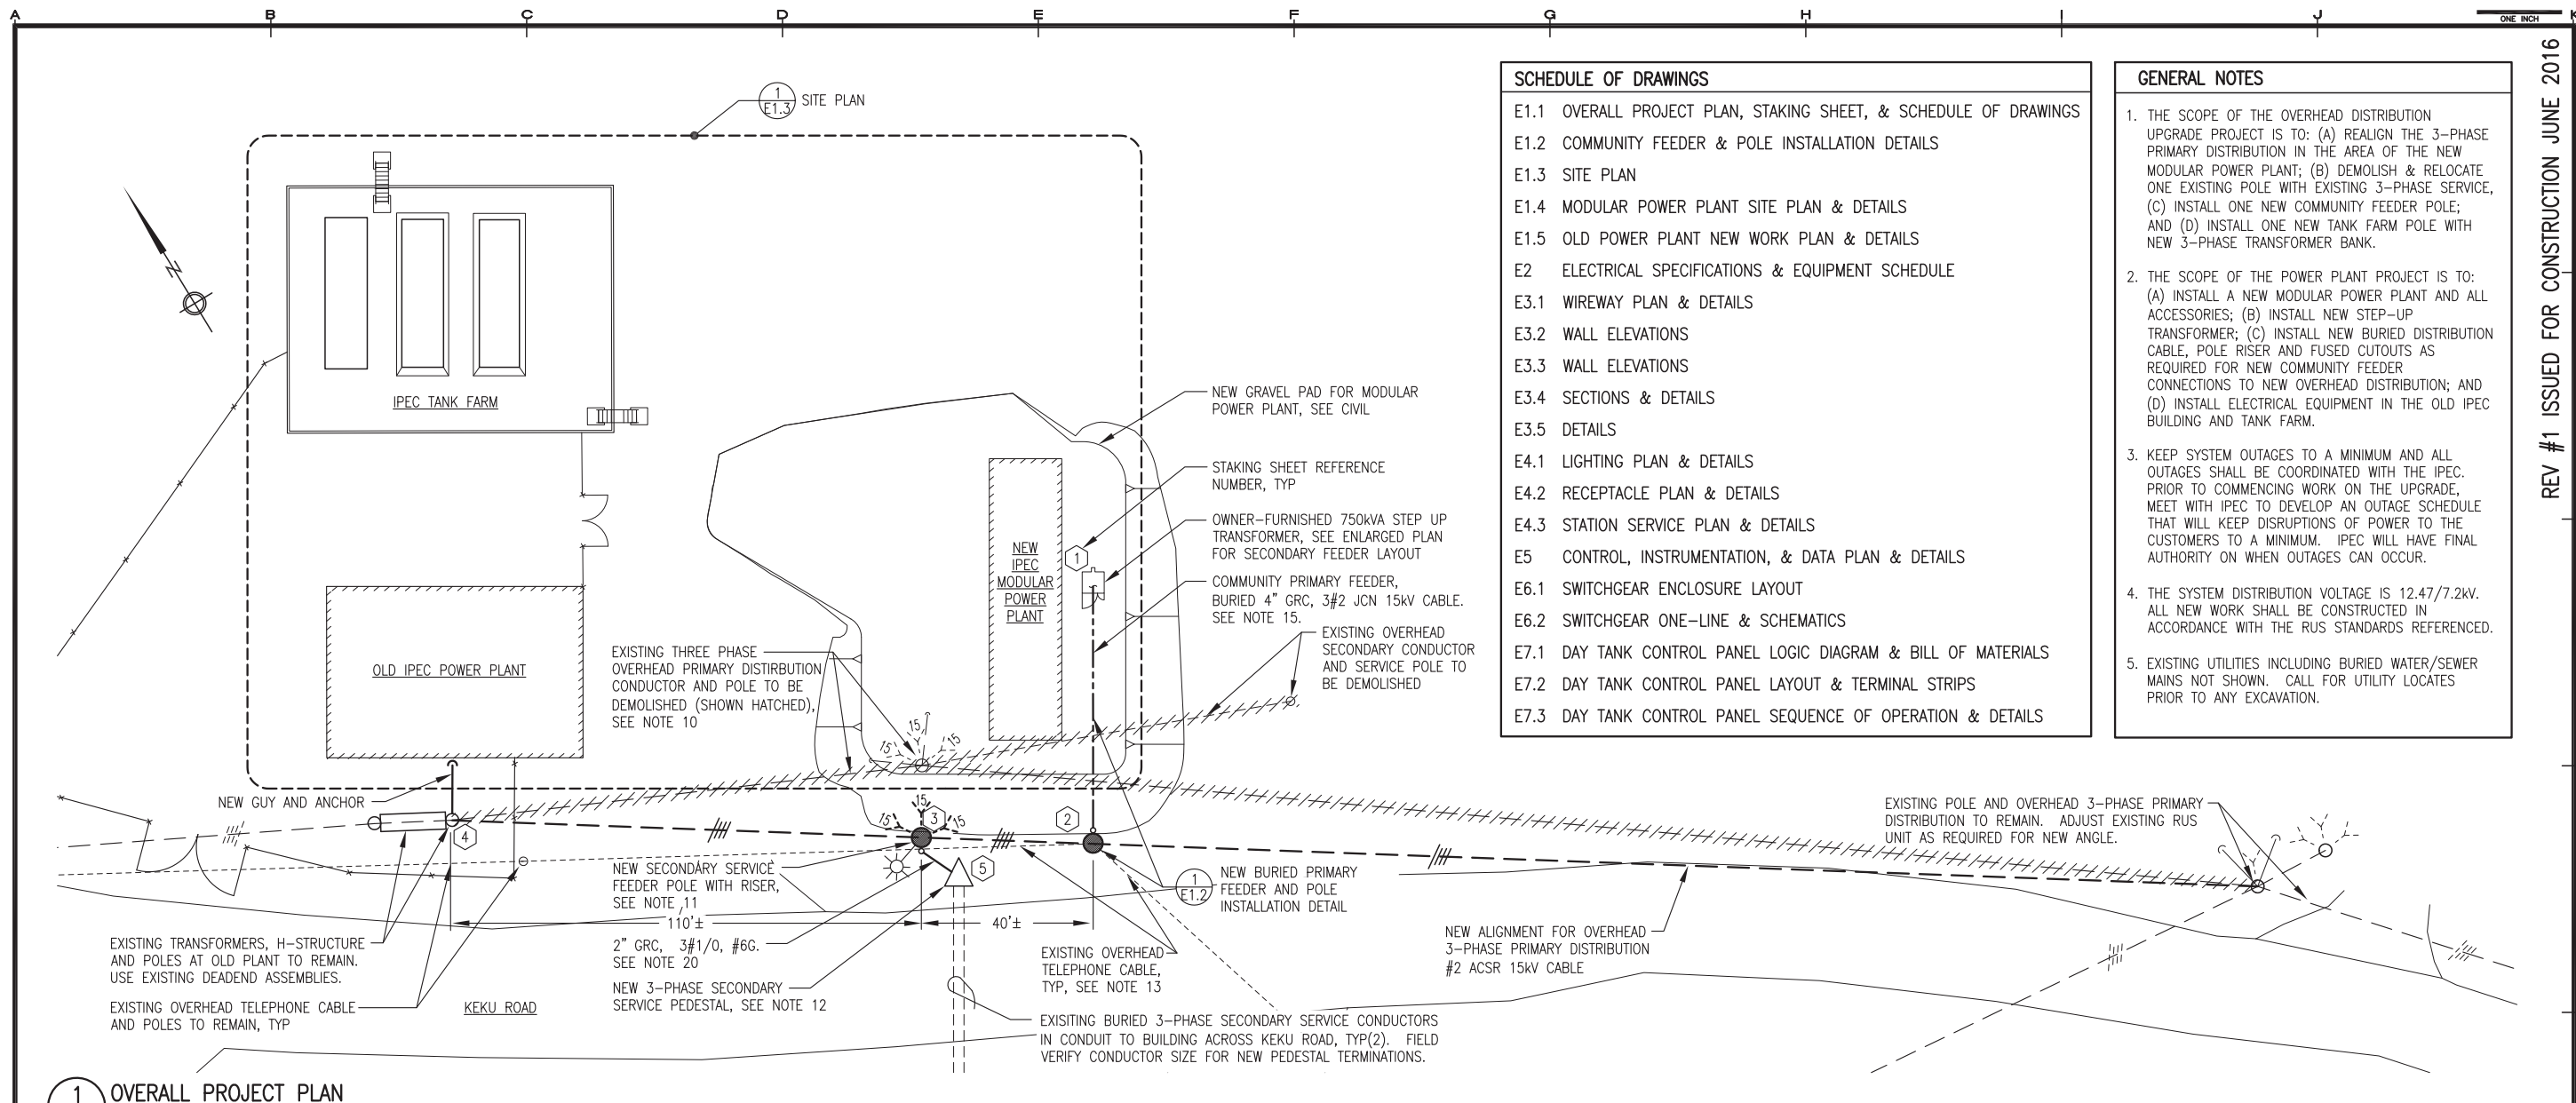 A B C D E F G H I J K
ONE INCH
REV #1 ISSUED FOR CONSTRUCTION JUNE 2016
1
E1.3
SITE PLAN
N
IPEC TANK FARM
OLD IPEC POWER PLANT
NEW
IPEC
MODULAR
POWER
PLANT
NEW GRAVEL PAD FOR MODULAR
POWER PLANT, SEE CIVIL
STAKING SHEET REFERENCE
NUMBER, TYP
1
OWNER-FURNISHED 750kVA STEP UP
TRANSFORMER, SEE ENLARGED PLAN
FOR SECONDARY FEEDER LAYOUT
COMMUNITY PRIMARY FEEDER,
BURIED 4" GRC, 3#2 JCN 15kV CABLE.
SEE NOTE 15.
EXISTING OVERHEAD
SECONDARY CONDUCTOR
AND SERVICE POLE TO
BE DEMOLISHED
EXISTING THREE PHASE
OVERHEAD PRIMARY DISTIRBUTION
CONDUCTOR AND POLE TO BE
DEMOLISHED (SHOWN HATCHED),
SEE NOTE 10
15
15
15
NEW GUY AND ANCHOR
4
15
15
15
3
2
5
NEW SECONDARY SERVICE
FEEDER POLE WITH RISER,
SEE NOTE 11
110'±
40'±
2" GRC, 3#1/0, #6G.
SEE NOTE 20
NEW 3-PHASE SECONDARY
SERVICE PEDESTAL, SEE NOTE 12
1
E1.2
NEW BURIED PRIMARY
FEEDER AND POLE
INSTALLATION DETAIL
EXISTING OVERHEAD
TELEPHONE CABLE,
TYP, SEE NOTE 13
EXISITING BURIED 3-PHASE SECONDARY SERVICE CONDUCTORS
IN CONDUIT TO BUILDING ACROSS KEKU ROAD, TYP(2). FIELD
VERIFY CONDUCTOR SIZE FOR NEW PEDESTAL TERMINATIONS.
EXISTING TRANSFORMERS, H-STRUCTURE
AND POLES AT OLD PLANT TO REMAIN.
USE EXISTING DEADEND ASSEMBLIES.
EXISTING OVERHEAD TELEPHONE CABLE
AND POLES TO REMAIN, TYP
KEKU ROAD
NEW ALIGNMENT FOR OVERHEAD
3-PHASE PRIMARY DISTRIBUTION
#2 ACSR 15kV CABLE
EXISTING POLE AND OVERHEAD 3-PHASE PRIMARY
DISTRIBUTION TO REMAIN. ADJUST EXISTING RUS
UNIT AS REQUIRED FOR NEW ANGLE.
1
OVERALL PROJECT PLAN
SCHEDULE OF DRAWINGS
E1.1 OVERALL PROJECT PLAN, STAKING SHEET, & SCHEDULE OF DRAWINGS
E1.2 COMMUNITY FEEDER & POLE INSTALLATION DETAILS
E1.3 SITE PLAN
E1.4 MODULAR POWER PLANT SITE PLAN & DETAILS
E1.5 OLD POWER PLANT NEW WORK PLAN & DETAILS
E2 ELECTRICAL SPECIFICATIONS & EQUIPMENT SCHEDULE
E3.1 WIREWAY PLAN & DETAILS
E3.2 WALL ELEVATIONS
E3.3 WALL ELEVATIONS
E3.4 SECTIONS & DETAILS
E3.5 DETAILS
E4.1 LIGHTING PLAN & DETAILS
E4.2 RECEPTACLE PLAN & DETAILS
E4.3 STATION SERVICE PLAN & DETAILS
E5 CONTROL, INSTRUMENTATION, & DATA PLAN & DETAILS
E6.1 SWITCHGEAR ENCLOSURE LAYOUT
E6.2 SWITCHGEAR ONE-LINE & SCHEMATICS
E7.1 DAY TANK CONTROL PANEL LOGIC DIAGRAM & BILL OF MATERIALS
E7.2 DAY TANK CONTROL PANEL LAYOUT & TERMINAL STRIPS
E7.3 DAY TANK CONTROL PANEL SEQUENCE OF OPERATION & DETAILS
GENERAL NOTES
1. THE SCOPE OF THE OVERHEAD DISTRIBUTION
UPGRADE PROJECT IS TO: (A) REALIGN THE 3-PHASE
PRIMARY DISTRIBUTION IN THE AREA OF THE NEW
MODULAR POWER PLANT; (B) DEMOLISH & RELOCATE
ONE EXISTING POLE WITH EXISTING 3-PHASE SERVICE,
(C) INSTALL ONE NEW COMMUNITY FEEDER POLE;
AND (D) INSTALL ONE NEW TANK FARM POLE WITH
NEW 3-PHASE TRANSFORMER BANK.
2. THE SCOPE OF THE POWER PLANT PROJECT IS TO:
(A) INSTALL A NEW MODULAR POWER PLANT AND ALL
ACCESSORIES; (B) INSTALL NEW STEP-UP
TRANSFORMER; (C) INSTALL NEW BURIED DISTRIBUTION
CABLE, POLE RISER AND FUSED CUTOUTS AS
REQUIRED FOR NEW COMMUNITY FEEDER
CONNECTIONS TO NEW OVERHEAD DISTRIBUTION; AND
(D) INSTALL ELECTRICAL EQUIPMENT IN THE OLD IPEC
BUILDING AND TANK FARM.
3. KEEP SYSTEM OUTAGES TO A MINIMUM AND ALL
OUTAGES SHALL BE COORDINATED WITH THE IPEC.
PRIOR TO COMMENCING WORK ON THE UPGRADE,
MEET WITH IPEC TO DEVELOP AN OUTAGE SCHEDULE
THAT WILL KEEP DISRUPTIONS OF POWER TO THE
CUSTOMERS TO A MINIMUM. IPEC WILL HAVE FINAL
AUTHORITY ON WHEN OUTAGES CAN OCCUR.
4. THE SYSTEM DISTRIBUTION VOLTAGE IS 12.47/7.2kV.
ALL NEW WORK SHALL BE CONSTRUCTED IN
ACCORDANCE WITH THE RUS STANDARDS REFERENCED.
5. EXISTING UTILITIES INCLUDING BURIED WATER/SEWER
MAINS NOT SHOWN. CALL FOR UTILITY LOCATES
PRIOR TO ANY EXCAVATION.